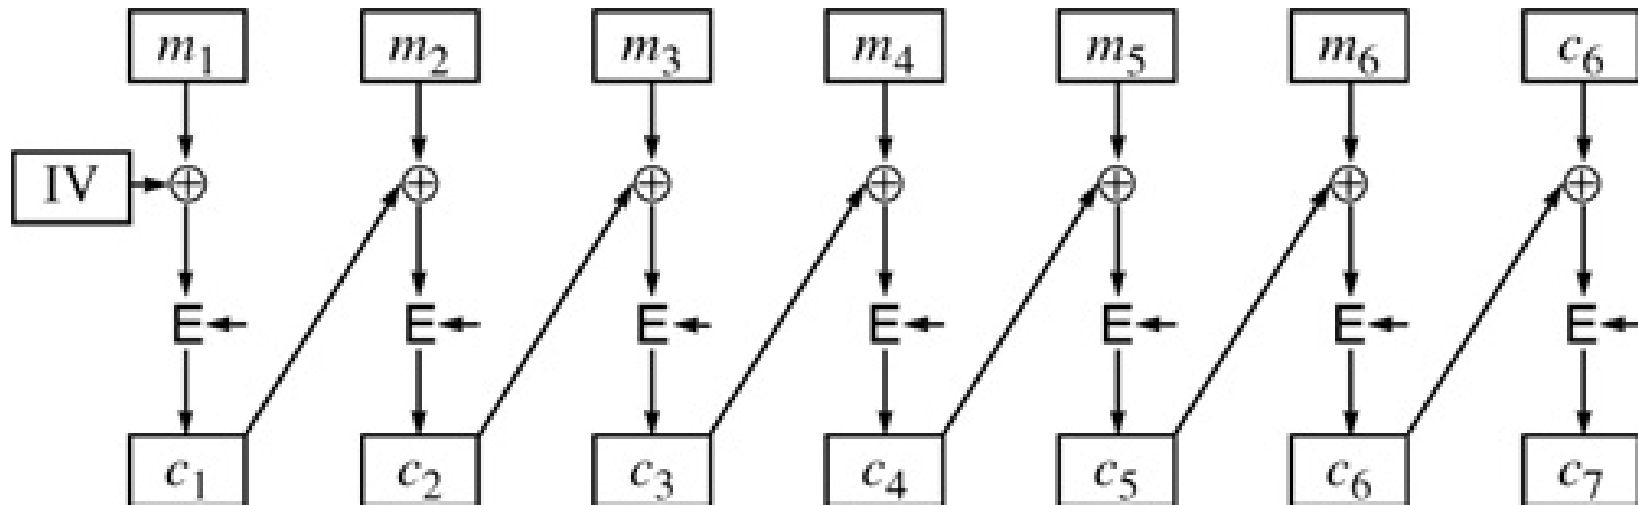 m₁ m₂ m₃ m₄ m₅ m₆ c₆
IV ⊕ ⊕ ⊕ ⊕ ⊕ ⊕ ⊕
E E E E E E E
c₁ c₂ c₃ c₄ c₅ c₆ c₇